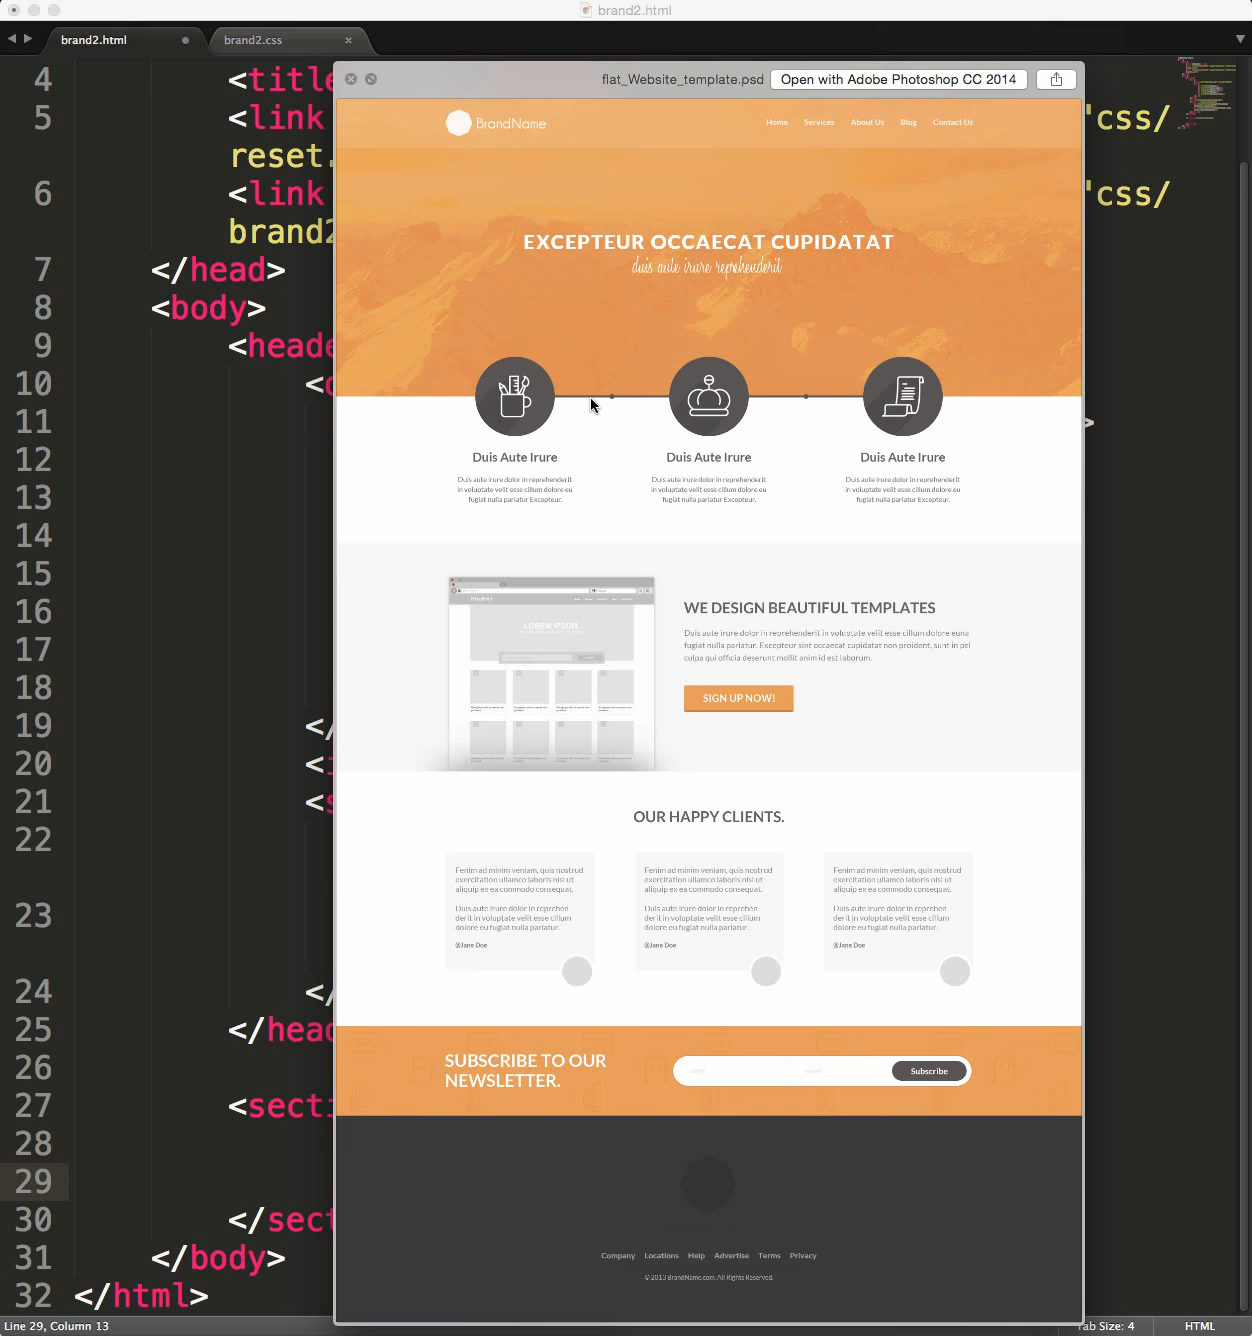 brand2.html
brand2.html
brand2.css
flat_Website_template.psd
Open with Adobe Photoshop CC 2014
4 <title
5 <link 'css/
reset.
6 <link 'css/
brand2
7 </head>
8 <body>
9 <heade
10
11 >
12
13
14
15
16
17
18
19 </
20 <i
21 <s
22
23
24 </
25 </head
26
27 <secti
28
29
30 </sect
31 </body>
32 </html>
BrandName
Home Services About Us Blog Contact Us
EXCEPTEUR OCCAECAT CUPIDATAT
duis aute irure reprehenderit
Duis Aute Irure
Duis aute irure dolor in reprehenderit
in voluptate velit esse cillum dolore eu
fugiat nulla pariatur Excepteur.
Duis Aute Irure
Duis aute irure dolor in reprehenderit
in voluptate velit esse cillum dolore eu
fugiat nulla pariatur Excepteur.
Duis Aute Irure
Duis aute irure dolor in reprehenderit
in voluptate velit esse cillum dolore eu
fugiat nulla pariatur Excepteur.
LOREM IPSUM.
WE DESIGN BEAUTIFUL TEMPLATES
Duis aute irure dolor in reprehenderit in voluptate velit esse cillum dolore euna
fugiat nulla pariatur. Excepteur sint occaecat cupidatat non proident, sunt in pel
culpa qui officia deserunt mollit anim id est laborum.
SIGN UP NOW!
OUR HAPPY CLIENTS.
Fenim ad minim veniam, quis nostrud
exercitation ullamco laboris nisi ut
aliquip ex ea commodo consequat.
Duis aute irure dolor in reprehen
derit in voluptate velit esse cillum
dolore eu fugiat nulla pariatur.
@Jane Doe
Fenim ad minim veniam, quis nostrud
exercitation ullamco laboris nisi ut
aliquip ex ea commodo consequat.
Duis aute irure dolor in reprehen
derit in voluptate velit esse cillum
dolore eu fugiat nulla pariatur.
@Jane Doe
Fenim ad minim veniam, quis nostrud
exercitation ullamco laboris nisi ut
aliquip ex ea commodo consequat.
Duis aute irure dolor in reprehen
derit in voluptate velit esse cillum
dolore eu fugiat nulla pariatur.
@Jane Doe
SUBSCRIBE TO OUR
NEWSLETTER.
name email Subscribe
Company Locations Help Advertise Terms Privacy
© 2013 BrandName.com. All Rights Reserved.
Line 29, Column 13
Tab Size: 4
HTML